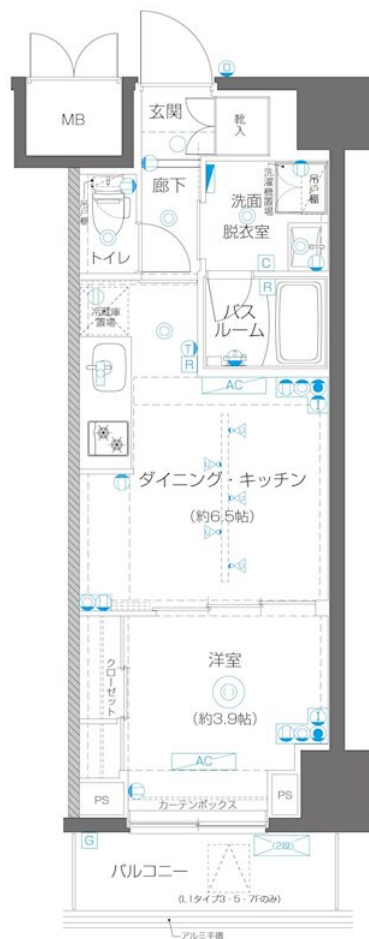 D
MB
玄関
靴入
廊下
洗面
脱衣室
洗濯機置場
吊戸棚
トイレ
吊戸棚
C
R
冷蔵庫
置場
バス
ルーム
T
R
AC
ダイニング・キッチン
(約6.5帖)
洋室
クローゼット
(約3.9帖)
AC
PS
カーテンボックス
PS
G
バルコニー
(2段)
(L1タイプ3・5・7Fのみ)
アルミ手摺